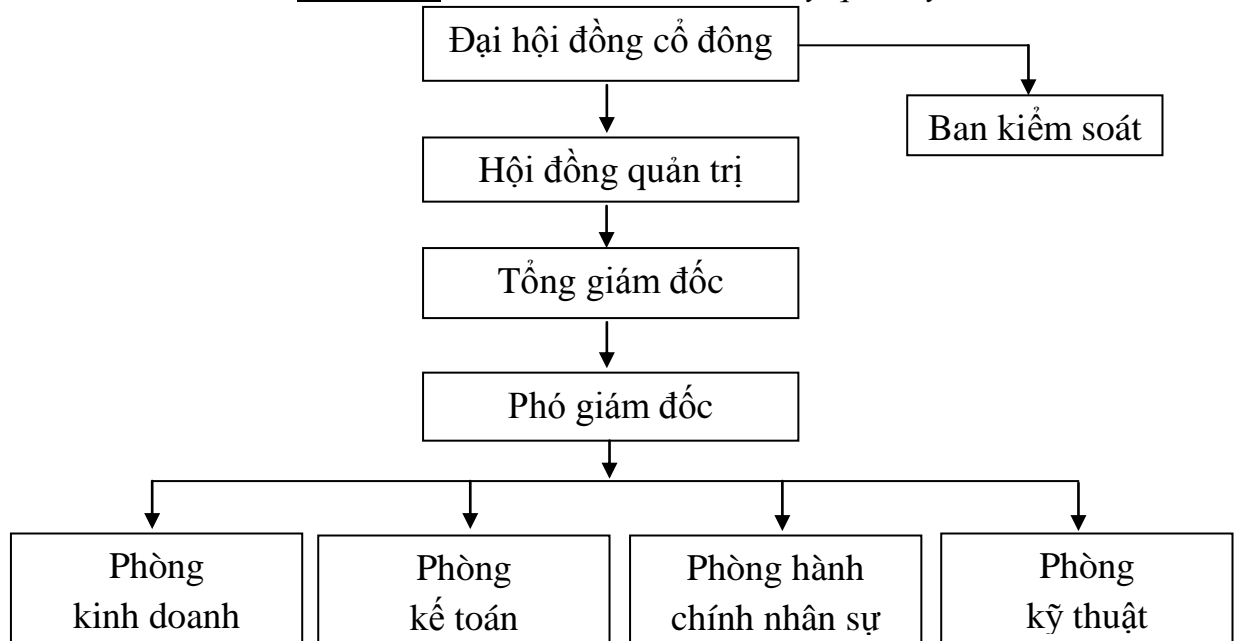 Đại hội đồng cổ đông
Ban kiểm soát
Hội đồng quản trị
Tổng giám đốc
Phó giám đốc
Phòng
kinh doanh
Phòng
kế toán
Phòng hành
chính nhân sự
Phòng
kỹ thuật